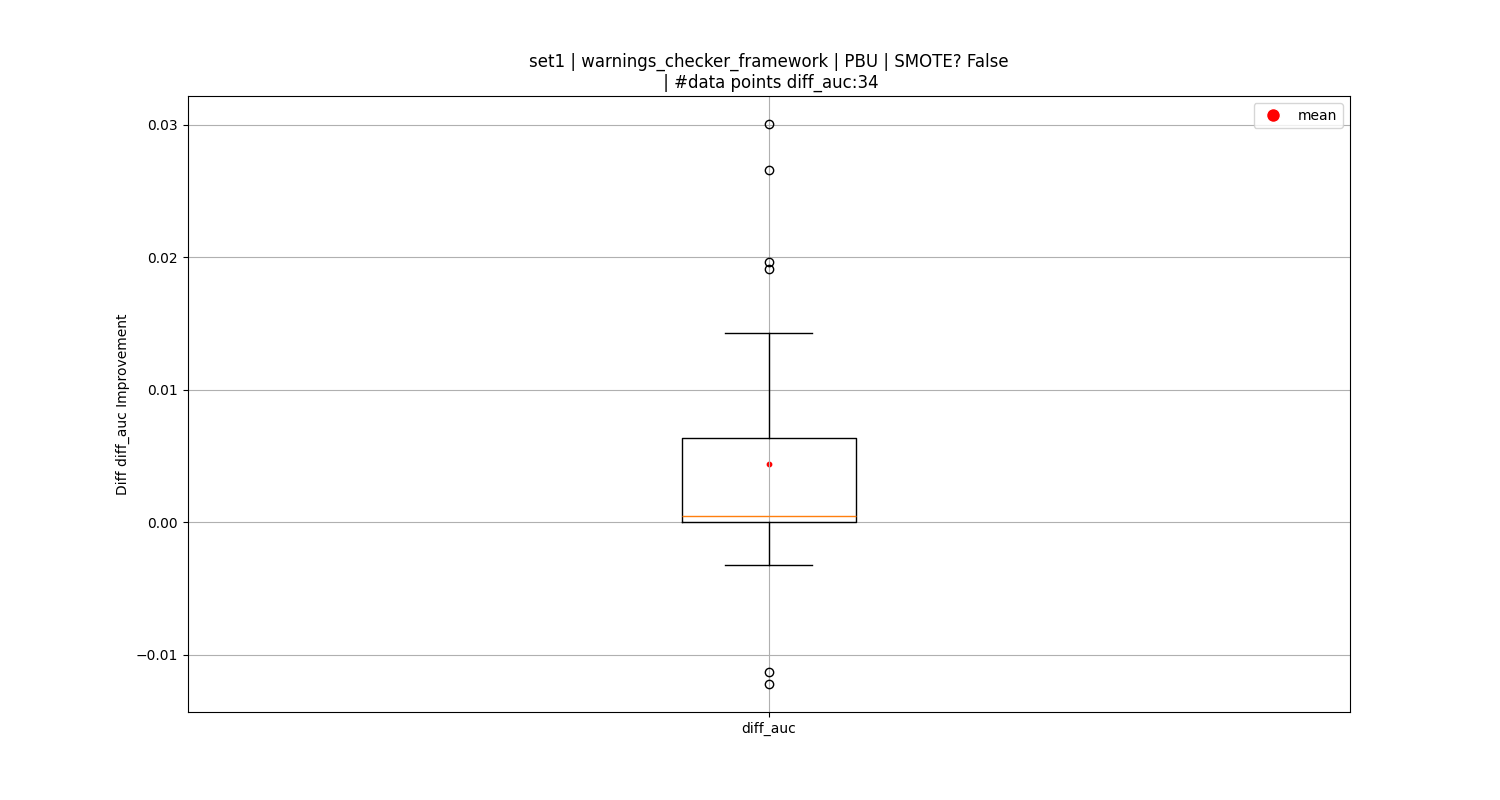 set1 | warnings_checker_framework | PBU | SMOTE? False
| #data points diff_auc:34
mean
0.03
0.02
0.01
0.00
−0.01
Diff diff_auc Improvement
diff_auc